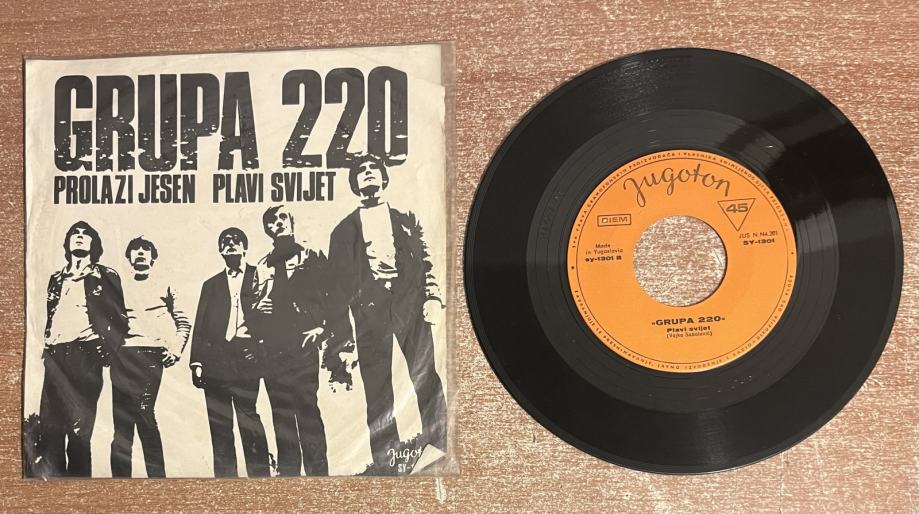 GRUPA 220
PROLAZI JESEN PLAVI SVIJET
Jugoton
SY-
Jugoton
DIEM
45
Made
in Yugoslavia
sy-1301 B
JUS N.N4.201
SY-1301
»GRUPA 220«
Plavi svijet
(Vojko Sabolović)